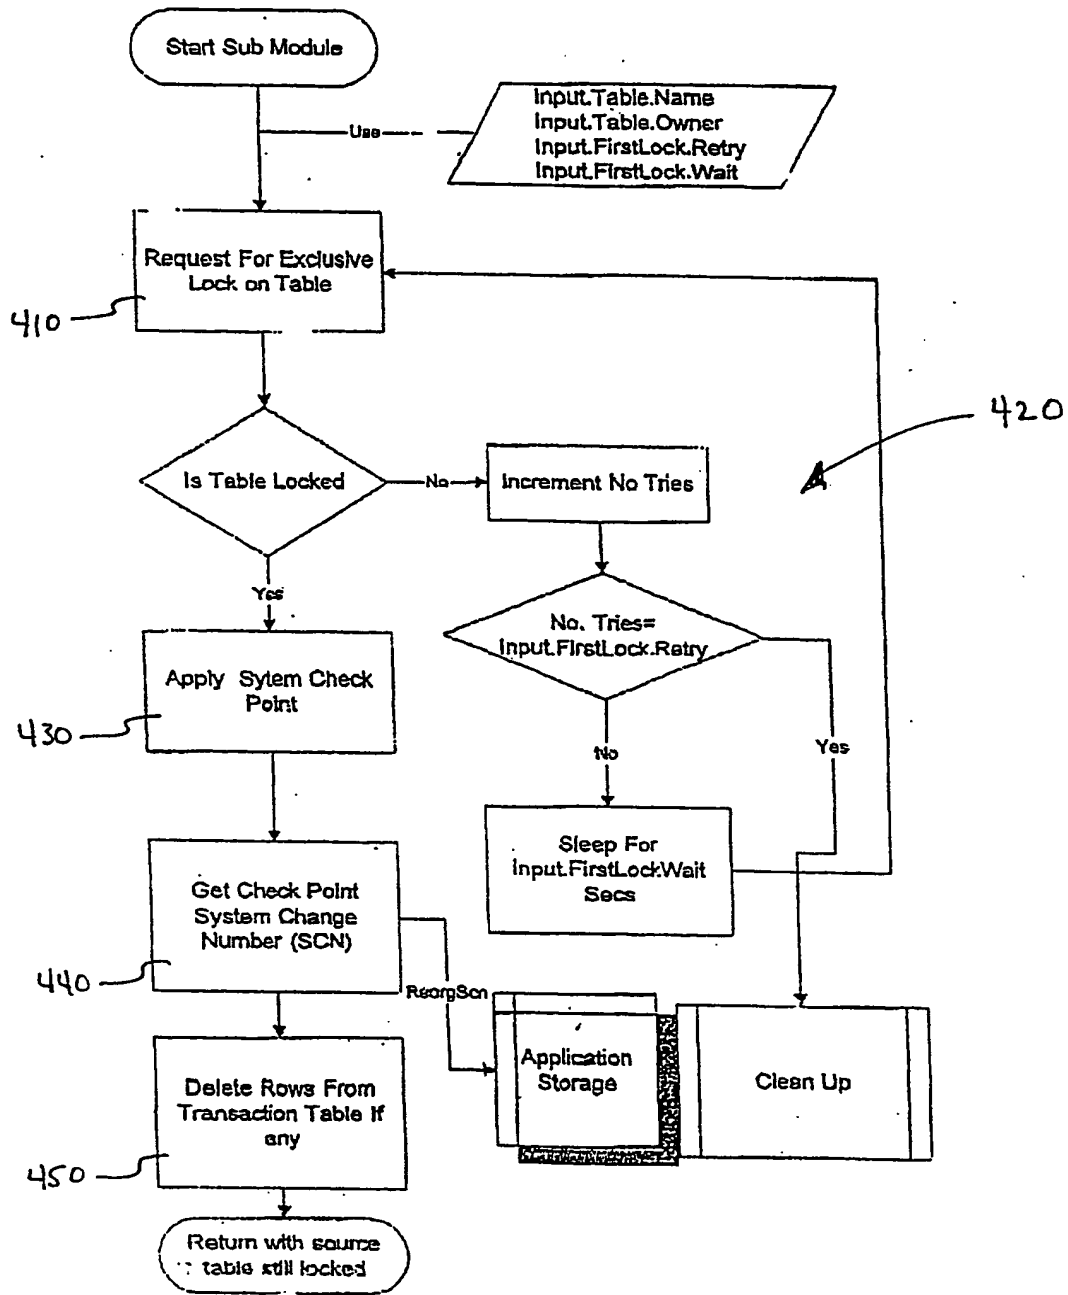 Start Sub Module
Use
Input.Table.Name
Input.Table.Owner
Input.FirstLock.Retry
Input.FirstLock.Wait
Request For Exclusive
Lock on Table
410
420
Is Table Locked
No
Increment No Tries
Yes
No. Tries=
Input.FirstLock.Retry
Apply Sytem Check
Point
430
No
Yes
Sleep For
Input.FirstLockWait
Secs
Get Check Point
System Change
Number (SCN)
440
ReorgScn
Application
Storage
Clean Up
Delete Rows From
Transaction Table If
any
450
Return with source
table still locked